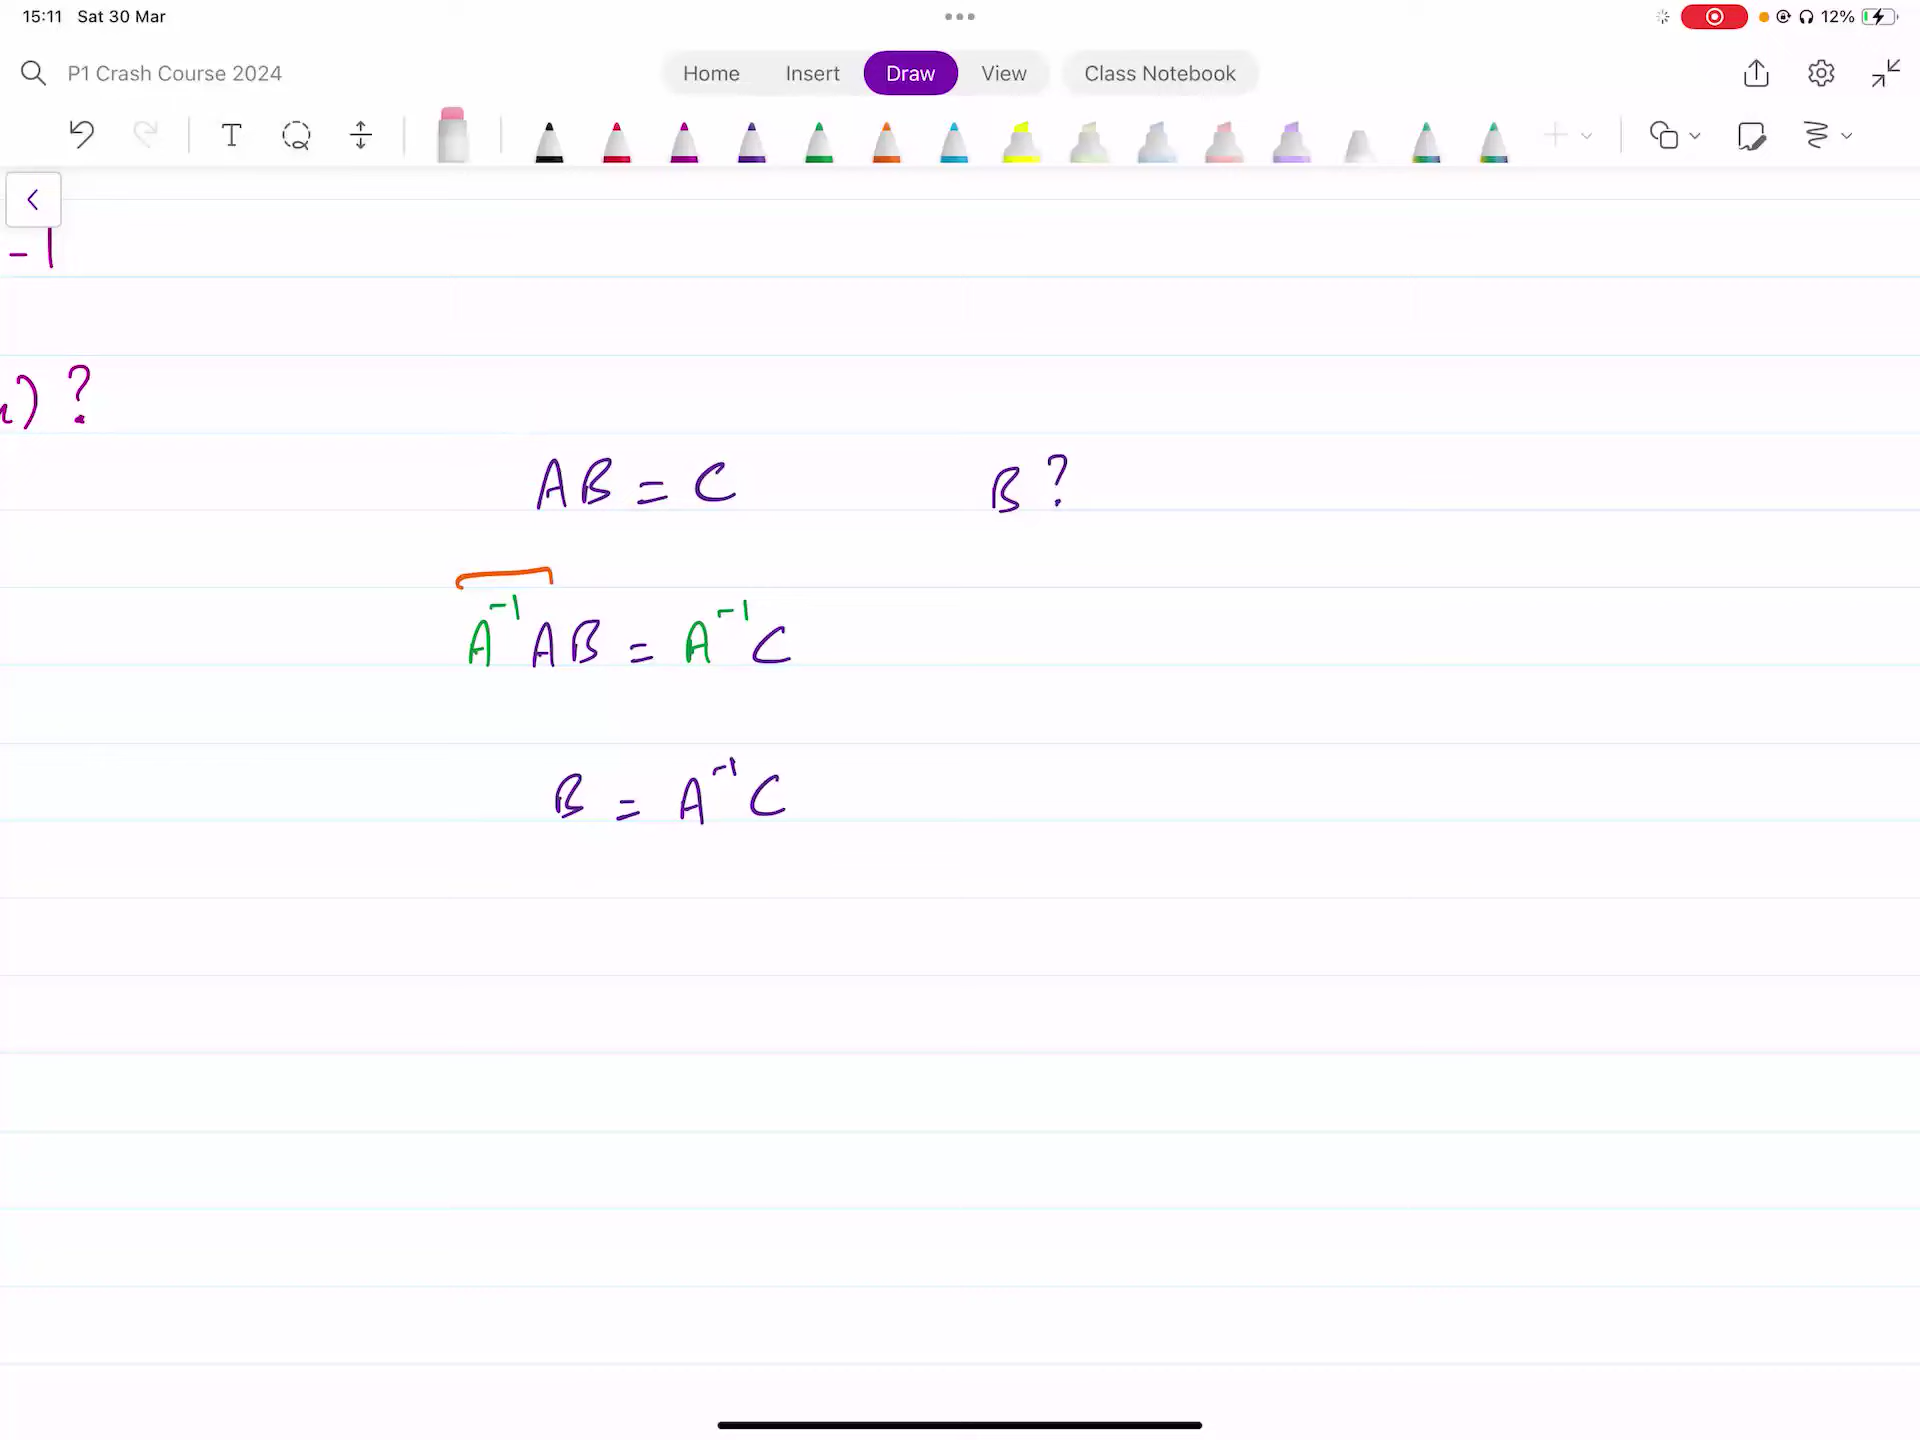 15:11 Sat 30 Mar
12%
P1 Crash Course 2024
Home Insert Draw View Class Notebook
T
-1
) ?
AB = C B ?
A⁻¹AB = A⁻¹C
B = A⁻¹C